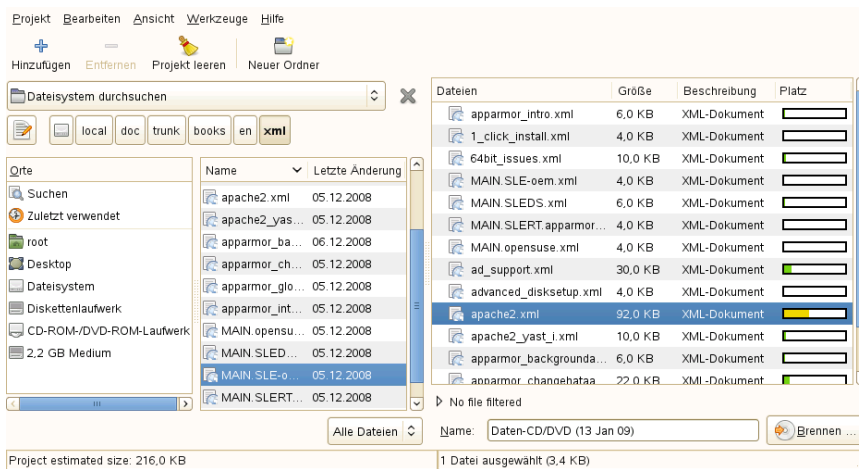 Projekt Bearbeiten Ansicht Werkzeuge Hilfe
Hinzufügen Entfernen Projekt leeren Neuer Ordner
Dateisystem durchsuchen
local doc trunk books en xml
Orte
Suchen
Zuletzt verwendet
root
Desktop
Dateisystem
Diskettenlaufwerk
CD-ROM-/DVD-ROM-Laufwerk
2,2 GB Medium
Name Letzte Änderung
apache2.xml 05.12.2008
apache2_yas... 05.12.2008
apparmor_ba... 06.12.2008
apparmor_ch... 05.12.2008
apparmor_glo... 05.12.2008
apparmor_int... 05.12.2008
MAIN.opensu... 05.12.2008
MAIN.SLED... 05.12.2008
MAIN.SLE-o... 05.12.2008
MAIN.SLERT... 05.12.2008
Alle Dateien
Dateien Größe Beschreibung Platz
apparmor_intro.xml 6,0 KB XML-Dokument
1_click_install.xml 4,0 KB XML-Dokument
64bit_issues.xml 10,0 KB XML-Dokument
MAIN.SLE-oem.xml 4,0 KB XML-Dokument
MAIN.SLEDS.xml 6,0 KB XML-Dokument
MAIN.SLERT.apparmor... 4,0 KB XML-Dokument
MAIN.opensuse.xml 4,0 KB XML-Dokument
ad_support.xml 30,0 KB XML-Dokument
advanced_disksetup.xml 4,0 KB XML-Dokument
apache2.xml 92,0 KB XML-Dokument
apache2_yast_i.xml 10,0 KB XML-Dokument
apparmor_backgrounda... 6,0 KB XML-Dokument
apparmor_changehataa... 22,0 KB XML-Dokument
No file filtered
Name: Daten-CD/DVD (13 Jan 09) Brennen ...
Project estimated size: 216,0 KB
1 Datei ausgewählt (3,4 KB)